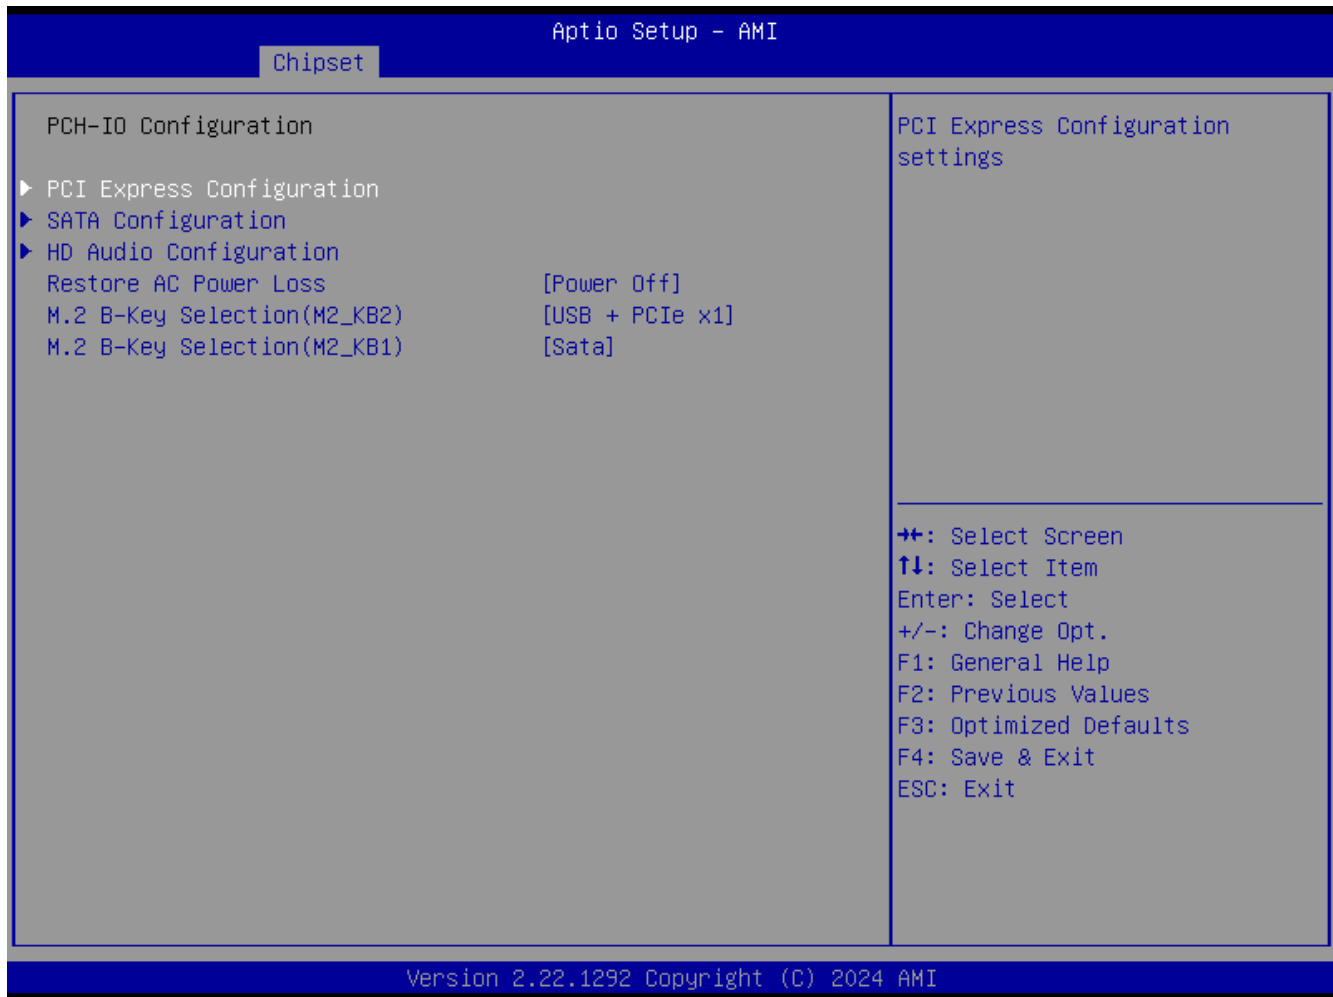 Aptio Setup – AMI
Chipset
PCH-IO Configuration
PCI Express Configuration
SATA Configuration
HD Audio Configuration
Restore AC Power Loss [Power Off]
M.2 B-Key Selection(M2_KB2) [USB + PCIe x1]
M.2 B-Key Selection(M2_KB1) [Sata]
PCI Express Configuration
settings
→←: Select Screen
↑↓: Select Item
Enter: Select
+/-: Change Opt.
F1: General Help
F2: Previous Values
F3: Optimized Defaults
F4: Save & Exit
ESC: Exit
Version 2.22.1292 Copyright (C) 2024 AMI